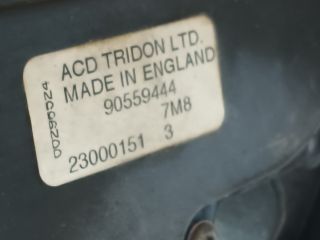 ACD TRIDON LTD.
MADE IN ENGLAND
90559444
7M8
23000151 3